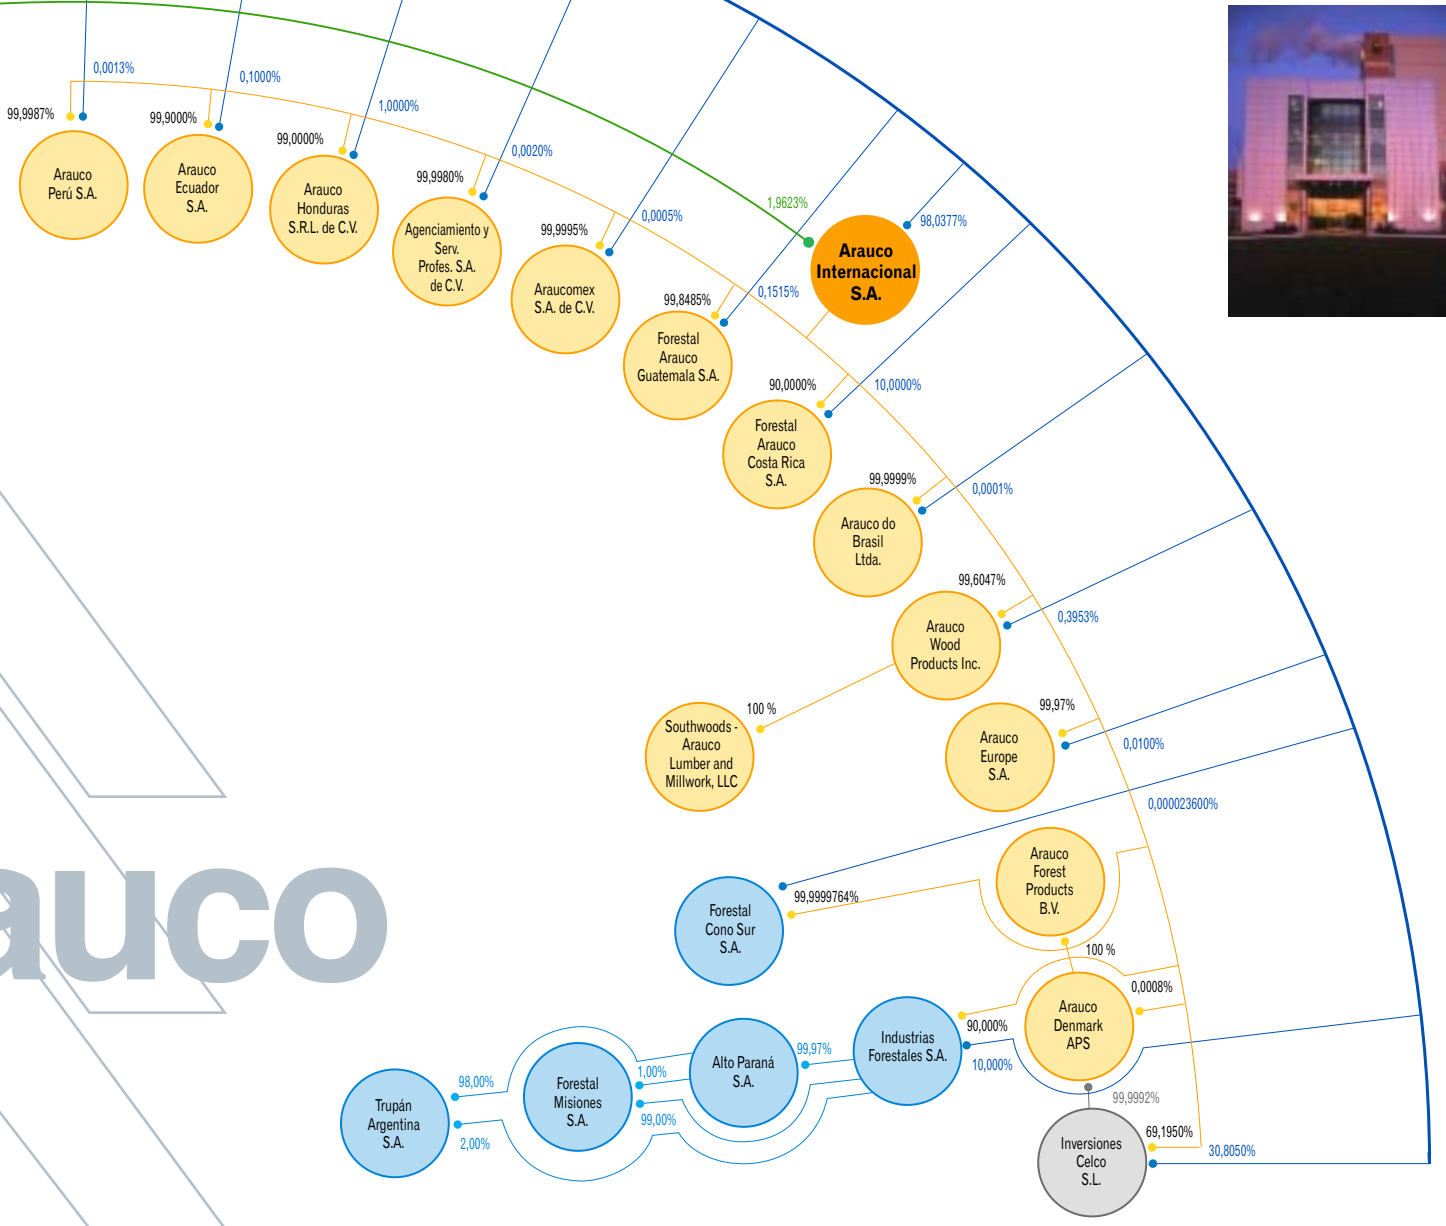 0,0013%
99,9987%
Arauco
Perú S.A.
0,1000%
99,9000%
Arauco
Ecuador
S.A.
1,0000%
99,0000%
Arauco
Honduras
S.R.L. de C.V.
0,0020%
99,9980%
Agenciamiento y
Serv.
Profes. S.A.
de C.V.
0,0005%
99,9995%
Araucomex
S.A. de C.V.
1,9623%
98,0377%
Arauco
Internacional
S.A.
0,1515%
99,8485%
Forestal
Arauco
Guatemala S.A.
90,0000%
10,0000%
Forestal
Arauco
Costa Rica
S.A.
99,9999%
0,0001%
Arauco do
Brasil
Ltda.
99,6047%
0,3953%
Arauco
Wood
Products Inc.
100 %
Southwoods -
Arauco
Lumber and
Millwork, LLC
99,97%
0,0100%
Arauco
Europe
S.A.
0,000023600%
Arauco
Forest
Products
B.V.
99,9999764%
Forestal
Cono Sur
S.A.
auco
100 %
0,0008%
Arauco
Denmark
APS
90,000%
10,000%
Industrias
Forestales S.A.
99,97%
Alto Paraná
S.A.
1,00%
99,00%
Forestal
Misiones
S.A.
98,00%
2,00%
Trupán
Argentina
S.A.
99,9992%
69,1950%
30,8050%
Inversiones
Celco
S.L.